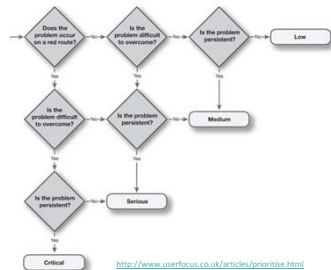 Does the
problem occur
on a red route?
No
Is the
problem difficult
to overcome?
No
Is the problem
persistent?
No
Low
Yes
Yes
Yes
Is the
problem difficult
to overcome?
No
Is the problem
persistent?
No
Medium
Yes
Yes
Is the problem
persistent?
No
Serious
Yes
Critical
http://www.userfocus.co.uk/articles/prioritise.html